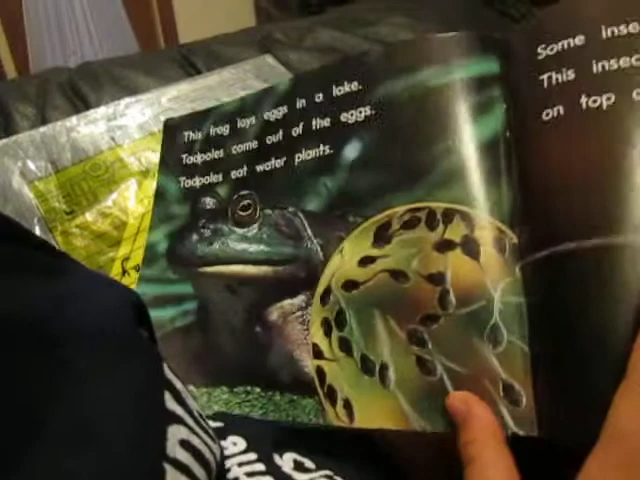 This frog lays eggs in a lake.
Tadpoles come out of the eggs.
Tadpoles eat water plants.
Some inse
This insec
on top